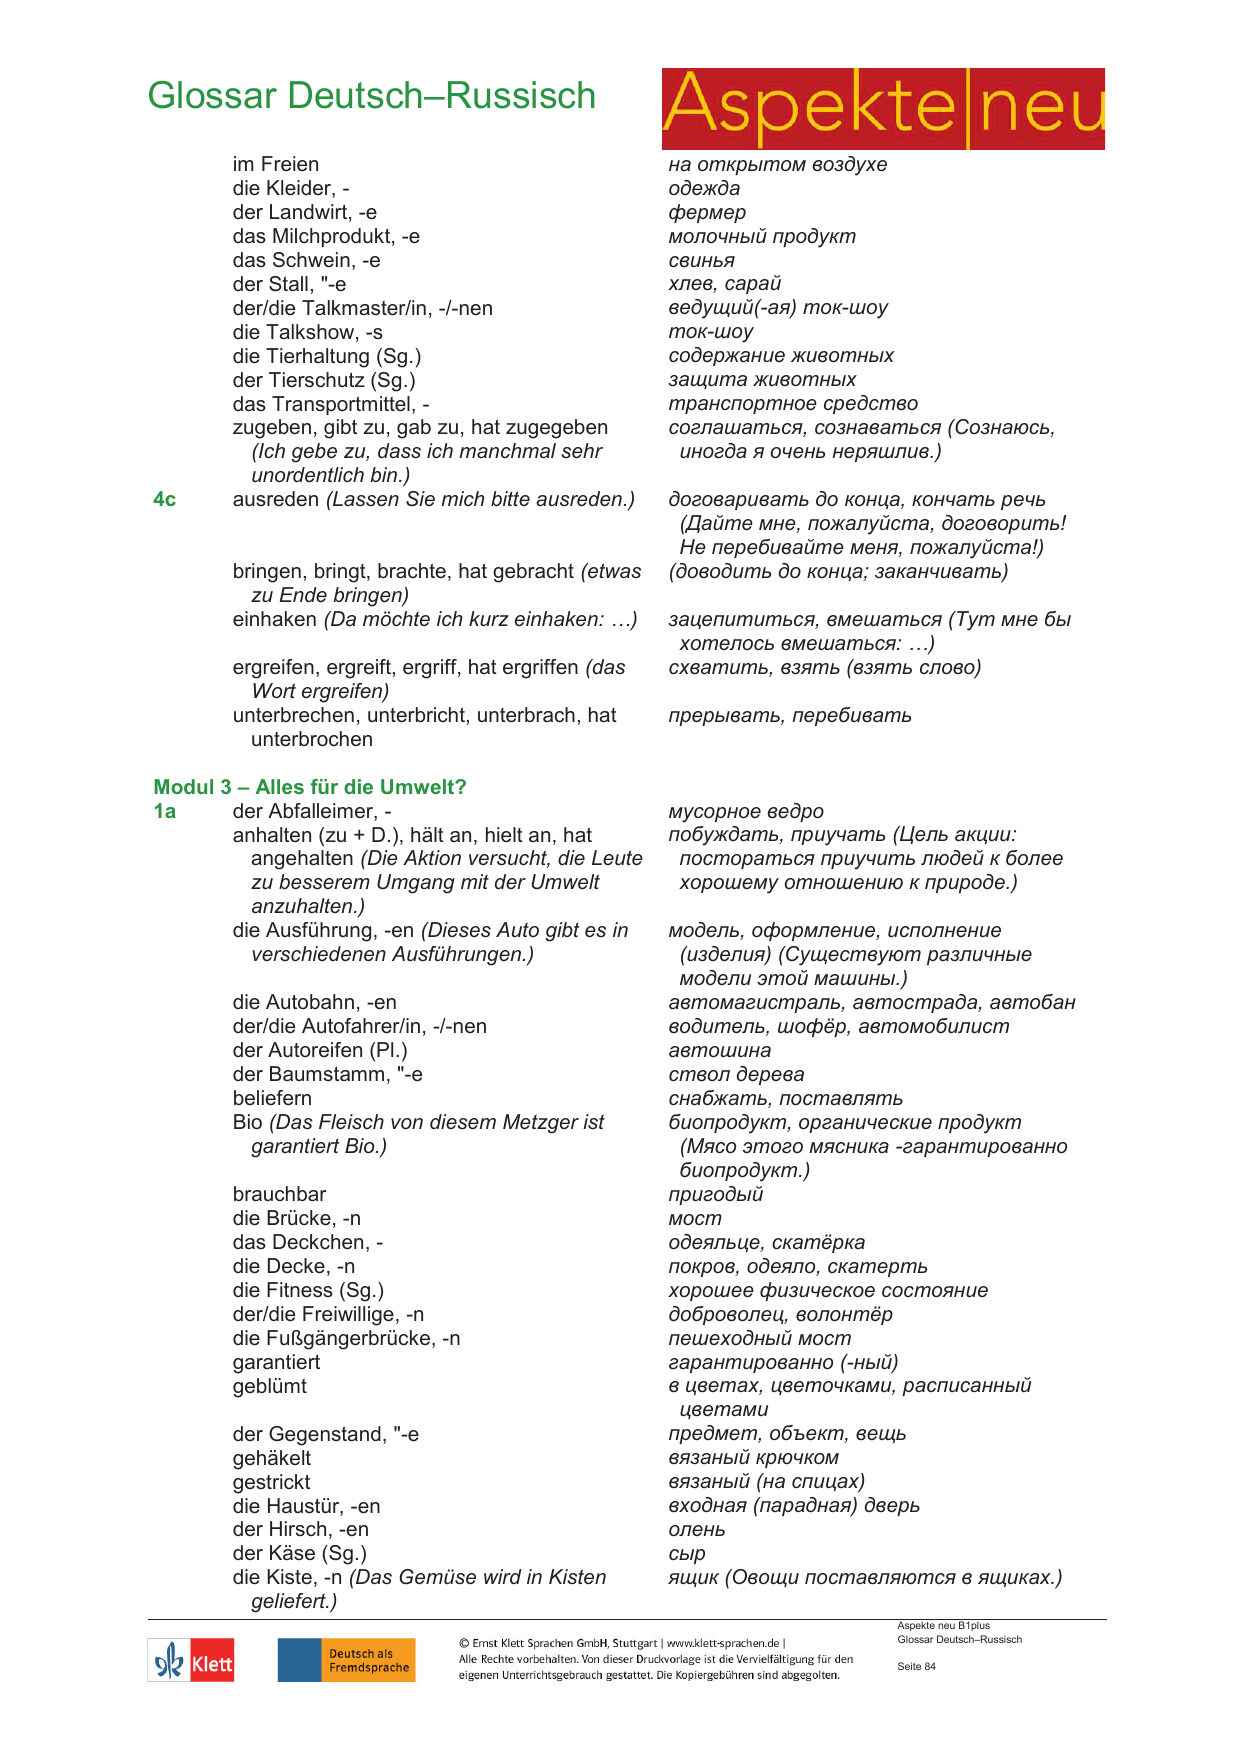 Glossar Deutsch–Russisch
Aspekte|neu
im Freien на открытом воздухе
die Kleider, - одежда
der Landwirt, -e фермер
das Milchprodukt, -e молочный продукт
das Schwein, -e свинья
der Stall, "-e хлев, сарай
der/die Talkmaster/in, -/-nen ведущий(-ая) ток-шоу
die Talkshow, -s ток-шоу
die Tierhaltung (Sg.) содержание животных
der Tierschutz (Sg.) защита животных
das Transportmittel, - транспортное средство
zugeben, gibt zu, gab zu, hat zugegeben соглашаться, сознаваться (Сознаюсь,
(Ich gebe zu, dass ich manchmal sehr иногда я очень неряшлив.)
unordentlich bin.)
4c ausreden (Lassen Sie mich bitte ausreden.) договаривать до конца, кончать речь
(Дайте мне, пожалуйста, договорить!
Не перебивайте меня, пожалуйста!)
bringen, bringt, brachte, hat gebracht (etwas (доводить до конца; заканчивать)
zu Ende bringen)
einhaken (Da möchte ich kurz einhaken: …) зацепититься, вмешаться (Тут мне бы
хотелось вмешаться: …)
ergreifen, ergreift, ergriff, hat ergriffen (das схватить, взять (взять слово)
Wort ergreifen)
unterbrechen, unterbricht, unterbrach, hat прерывать, перебивать
unterbrochen
Modul 3 – Alles für die Umwelt?
1a der Abfalleimer, - мусорное ведро
anhalten (zu + D.), hält an, hielt an, hat побуждать, приучать (Цель акции:
angehalten (Die Aktion versucht, die Leute постораться приучить людей к более
zu besserem Umgang mit der Umwelt хорошему отношению к природе.)
anzuhalten.)
die Ausführung, -en (Dieses Auto gibt es in модель, оформление, исполнение
verschiedenen Ausführungen.) (изделия) (Существуют различные
модели этой машины.)
die Autobahn, -en автомагистраль, автострада, автобан
der/die Autofahrer/in, -/-nen водитель, шофёр, автомобилист
der Autoreifen (Pl.) автошина
der Baumstamm, "-e ствол дерева
beliefern снабжать, поставлять
Bio (Das Fleisch von diesem Metzger ist биопродукт, органические продукт
garantiert Bio.) (Мясо этого мясника -гарантированно
биопродукт.)
brauchbar пригодый
die Brücke, -n мост
das Deckchen, - одеяльце, скатёрка
die Decke, -n покров, одеяло, скатерть
die Fitness (Sg.) хорошее физическое состояние
der/die Freiwillige, -n доброволец, волонтёр
die Fußgängerbrücke, -n пешеходный мост
garantiert гарантированно (-ный)
geblümt в цветах, цветочками, расписанный
цветами
der Gegenstand, "-e предмет, объект, вещь
gehäkelt вязаный крючком
gestrickt вязаный (на спицах)
die Haustür, -en входная (парадная) дверь
der Hirsch, -en олень
der Käse (Sg.) сыр
die Kiste, -n (Das Gemüse wird in Kisten ящик (Овощи поставляются в ящиках.)
geliefert.)
Klett
Deutsch als
Fremdsprache
© Ernst Klett Sprachen GmbH, Stuttgart | www.klett-sprachen.de |
Alle Rechte vorbehalten. Von dieser Druckvorlage ist die Vervielfältigung für den
eigenen Unterrichtsgebrauch gestattet. Die Kopiergebühren sind abgegolten.
Aspekte neu B1plus
Glossar Deutsch–Russisch
Seite 84